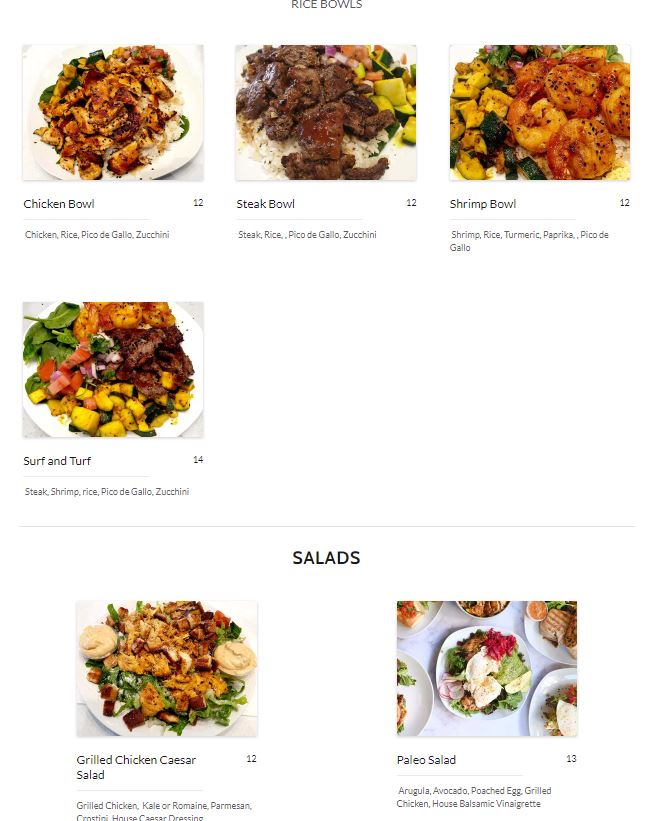 RICE BOWLS
Chicken Bowl 12
Chicken, Rice, Pico de Gallo, Zucchini
Steak Bowl 12
Steak, Rice, , Pico de Gallo, Zucchini
Shrimp Bowl 12
Shrimp, Rice, Turmeric, Paprika, , Pico de
Gallo
Surf and Turf 14
Steak, Shrimp, rice, Pico de Gallo, Zucchini
SALADS
Grilled Chicken Caesar 12
Salad
Grilled Chicken, Kale or Romaine, Parmesan,
Crostini, House Caesar Dressing
Paleo Salad 13
Arugula, Avocado, Poached Egg, Grilled
Chicken, House Balsamic Vinaigrette